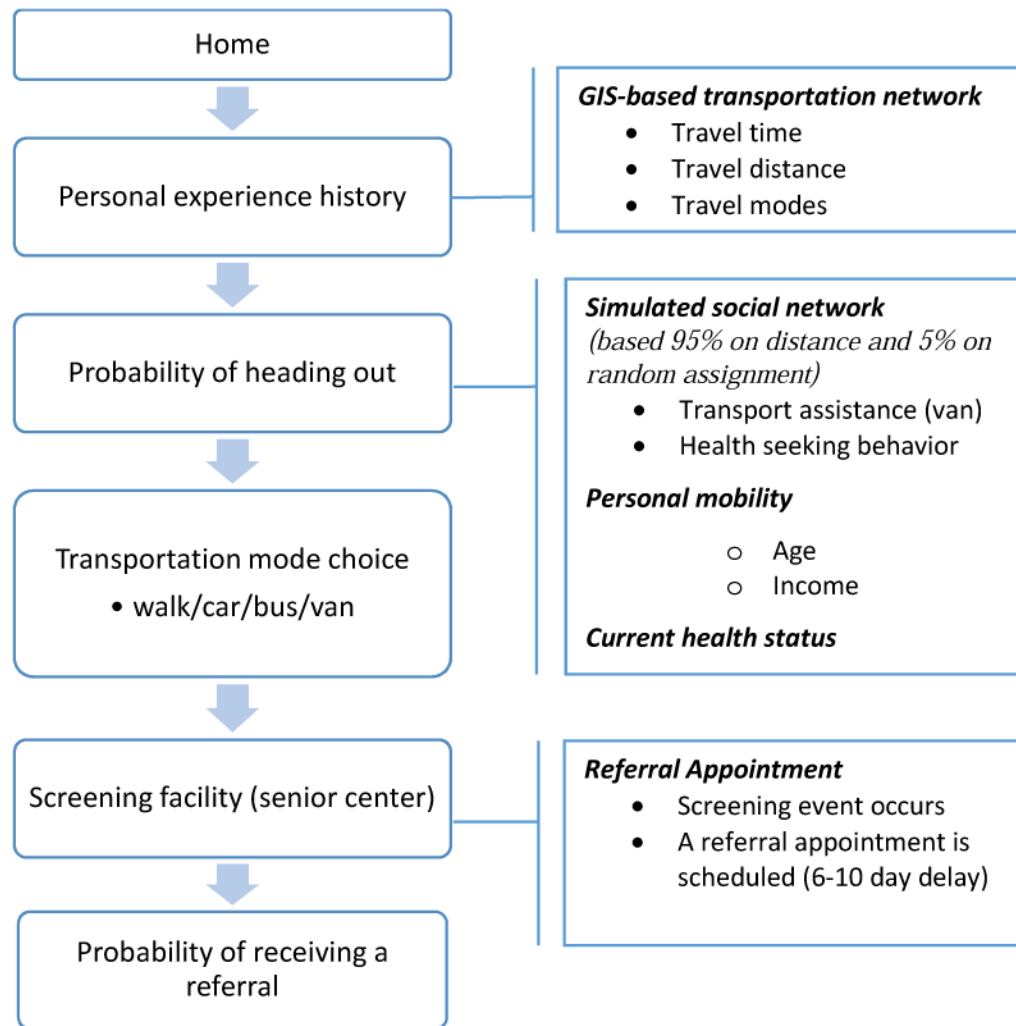 Home
Personal experience history
Probability of heading out
Transportation mode choice
• walk/car/bus/van
Screening facility (senior center)
Probability of receiving a
referral
GIS-based transportation network
• Travel time
• Travel distance
• Travel modes
Simulated social network
(based 95% on distance and 5% on
random assignment)
• Transport assistance (van)
• Health seeking behavior
Personal mobility
o Age
o Income
Current health status
Referral Appointment
• Screening event occurs
• A referral appointment is
scheduled (6-10 day delay)